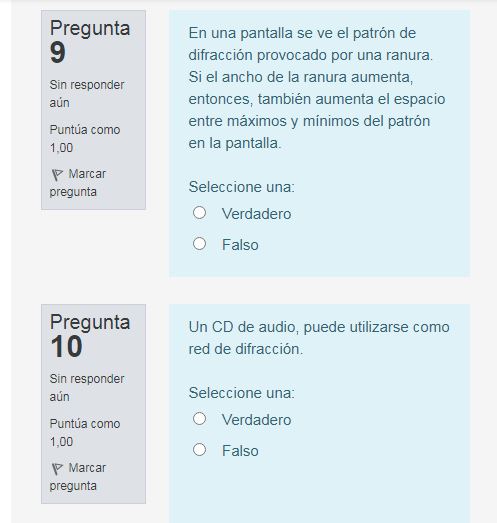 Pregunta
9
Sin responder
aún
Puntúa como
1,00
Marcar
pregunta
En una pantalla se ve el patrón de
difracción provocado por una ranura.
Si el ancho de la ranura aumenta,
entonces, también aumenta el espacio
entre máximos y mínimos del patrón
en la pantalla.
Seleccione una:
Verdadero
Falso
Pregunta
10
Sin responder
aún
Puntúa como
1,00
Marcar
pregunta
Un CD de audio, puede utilizarse como
red de difracción.
Seleccione una:
Verdadero
Falso